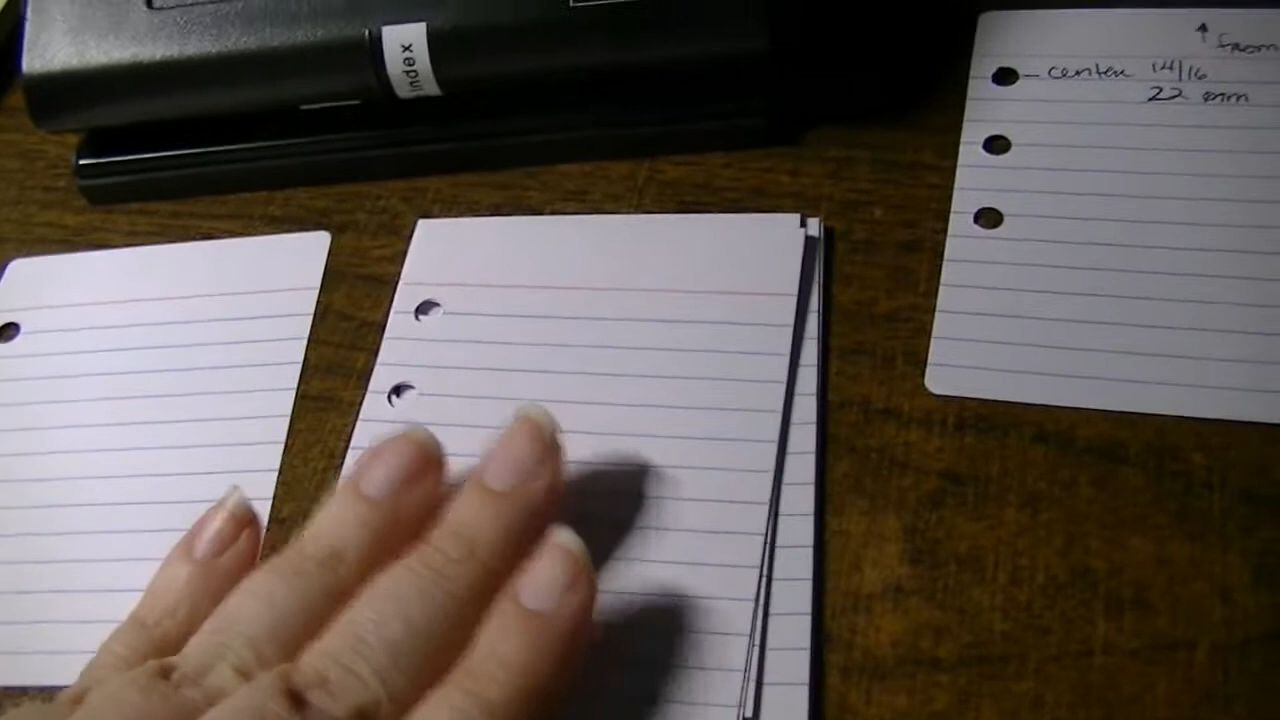 index
↑ from
— center 14/16
22 mm